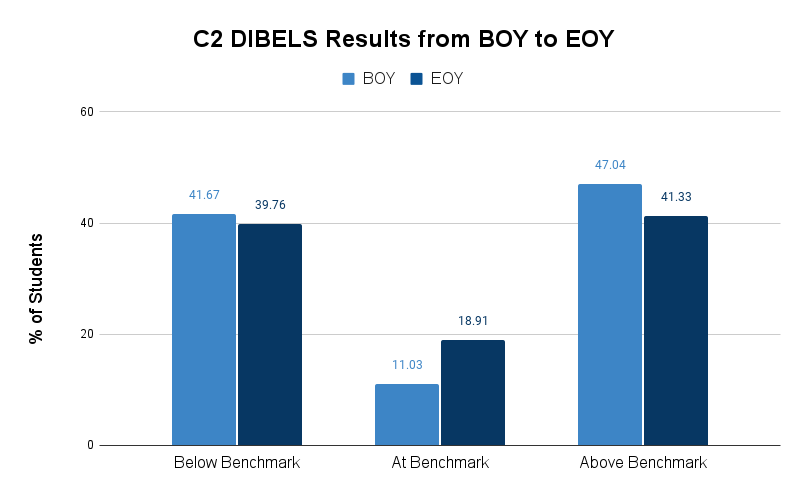 C2 DIBELS Results from BOY to EOY
BOY EOY
% of Students
60
40
20
0
41.67
39.76
11.03
18.91
47.04
41.33
Below Benchmark
At Benchmark
Above Benchmark